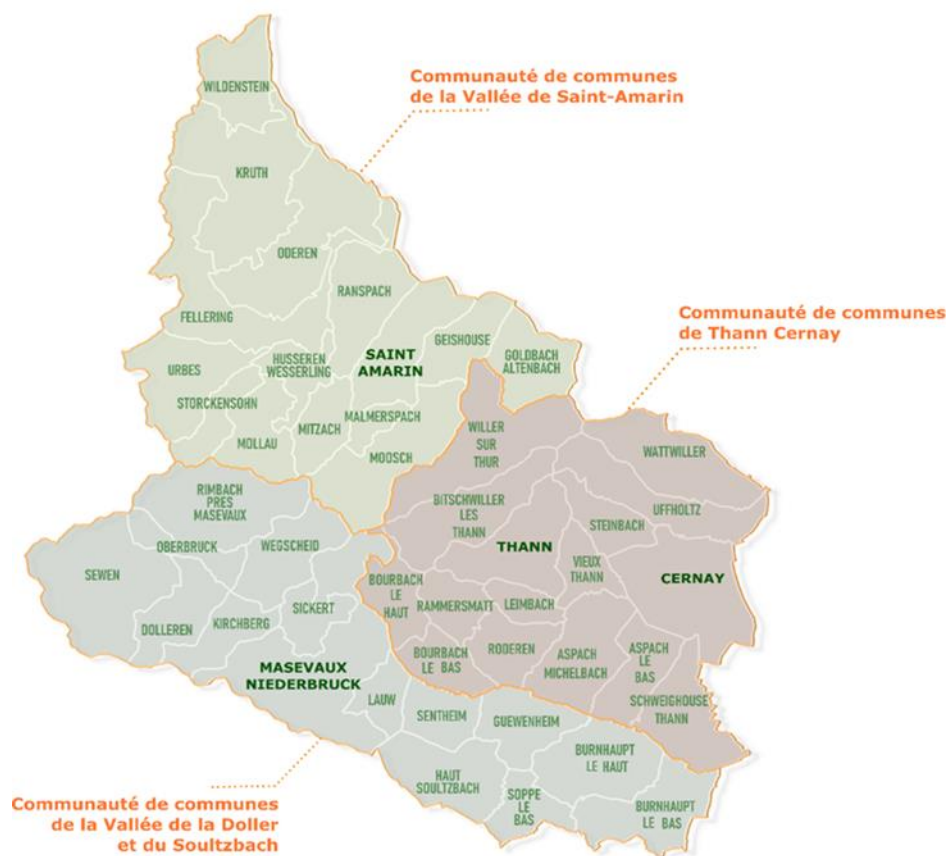 Communauté de communes
de la Vallée de Saint-Amarin
WILDENSTEIN
KRUTH
ODEREN
RANSPACH
FELLERING
GEISHOUSE
GOLDBACH
ALTENBACH
HUSSEREN
WESSERLING
SAINT
AMARIN
URBES
STORCKENSOHN
MALMERSPACH
MITZACH
MOLLAU
MOOSCH
Communauté de communes
de Thann Cernay
WILLER
SUR
THUR
WATTWILLER
BITSCHWILLER
LES
THANN
UFFHOLTZ
STEINBACH
THANN
VIEUX
THANN
CERNAY
BOURBACH
LE
HAUT
RAMMERSMATT
LEIMBACH
BOURBACH
LE BAS
RODEREN
ASPACH
MICHELBACH
ASPACH
LE
BAS
SCHWEIGHOUSE
THANN
RIMBACH
PRES
MASEVAUX
OBERBRUCK
WEGSCHEID
SEWEN
SICKERT
DOLLEREN
KIRCHBERG
MASEVAUX
NIEDERBRUCK
LAUW
SENTHEIM
GUEWENHEIM
BURNHAUPT
LE HAUT
HAUT
SOULTZBACH
SOPPE
LE
BAS
BURNHAUPT
LE BAS
Communauté de communes
de la Vallée de la Doller
et du Soultzbach